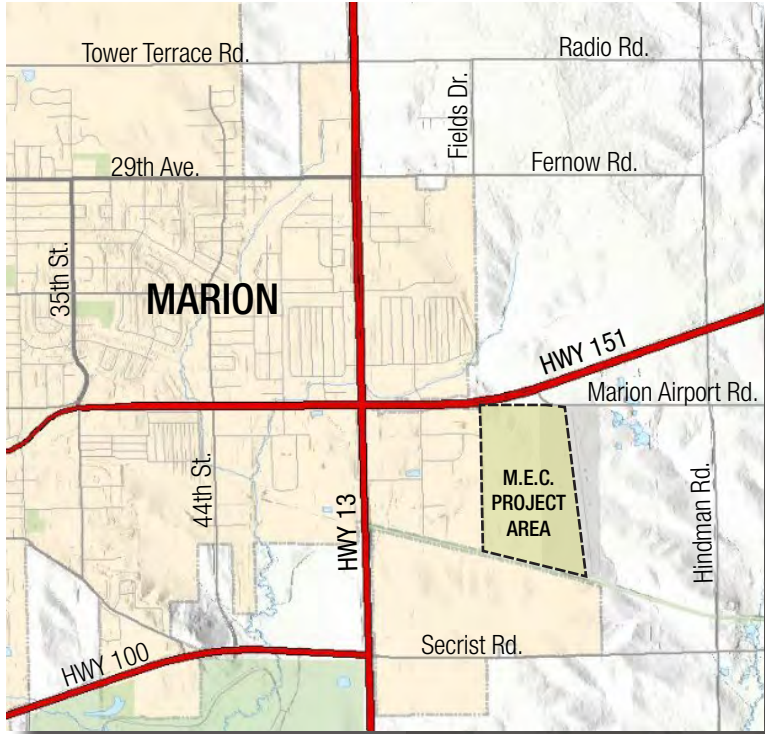 Tower Terrace Rd.
Radio Rd.
Fields Dr.
29th Ave.
Fernow Rd.
35th St.
MARION
HWY 151
Marion Airport Rd.
44th St.
HWY 13
M.E.C.
PROJECT
AREA
Hindman Rd.
Secrist Rd.
HWY 100